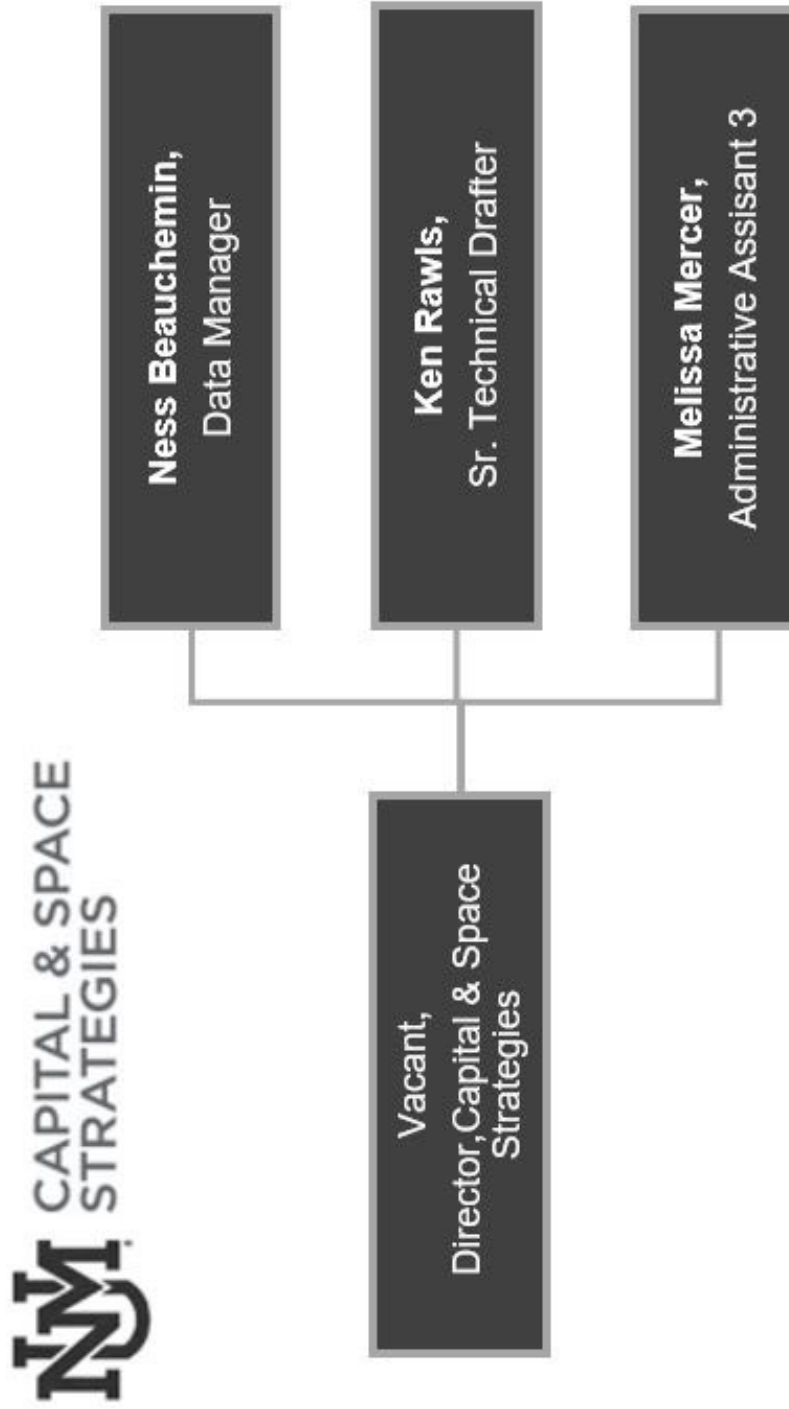 UNM
CAPITAL & SPACE
STRATEGIES
Vacant,
Director,Capital & Space
Strategies
Ness Beauchemin,
Data Manager
Ken Rawls,
Sr. Technical Drafter
Melissa Mercer,
Administrative Assisant 3